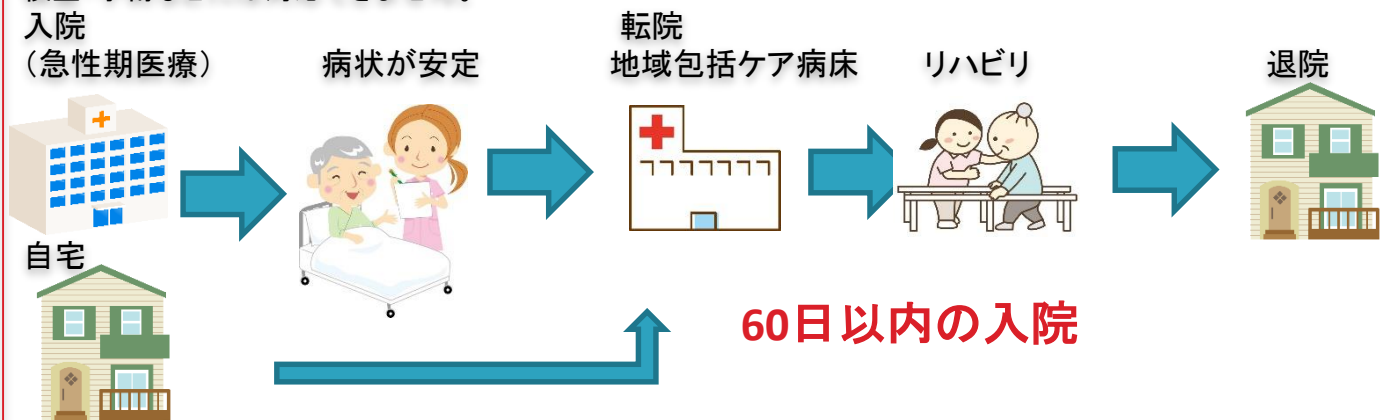 入院
（急性期医療）
病状が安定
転院
地域包括ケア病床
リハビリ
退院
自宅
60日以内の入院